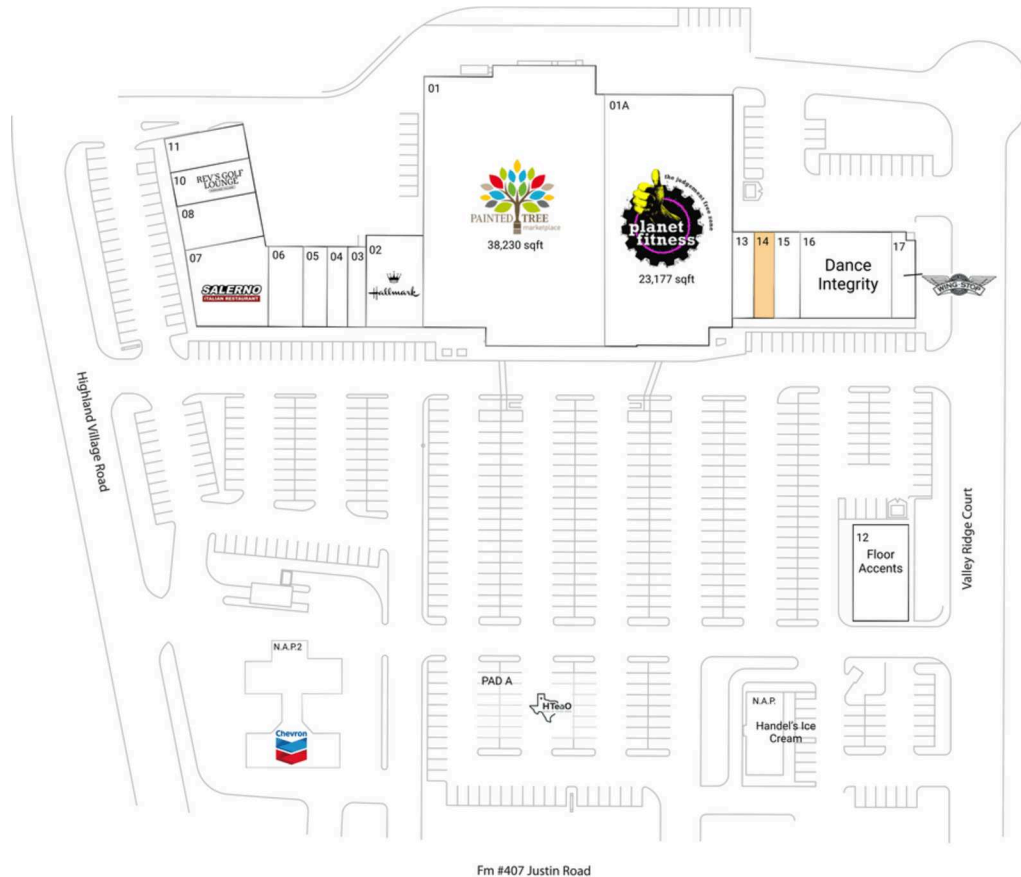 01
01A
11
10
REV'S GOLF
LOUNGE
08
07
SALERNO
ITALIAN RESTAURANT
06
05
04
03
02
Hallmark
PAINTED TREE
marketplace
38,230 sqft
the judgement free zone
planet
fitness
23,177 sqft
13
14
15
16
17
Dance
Integrity
WING STOP
Highland Village Road
Valley Ridge Court
12
Floor
Accents
N.A.P.2
Chevron
PAD A
HTeaO
N.A.P.
Handel's Ice
Cream
Fm #407 Justin Road